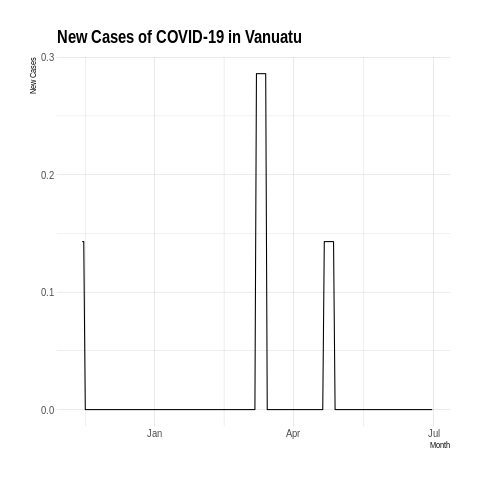 New Cases of COVID-19 in Vanuatu
New Cases
0.3
0.2
0.1
0.0
Jan Apr Jul
Month